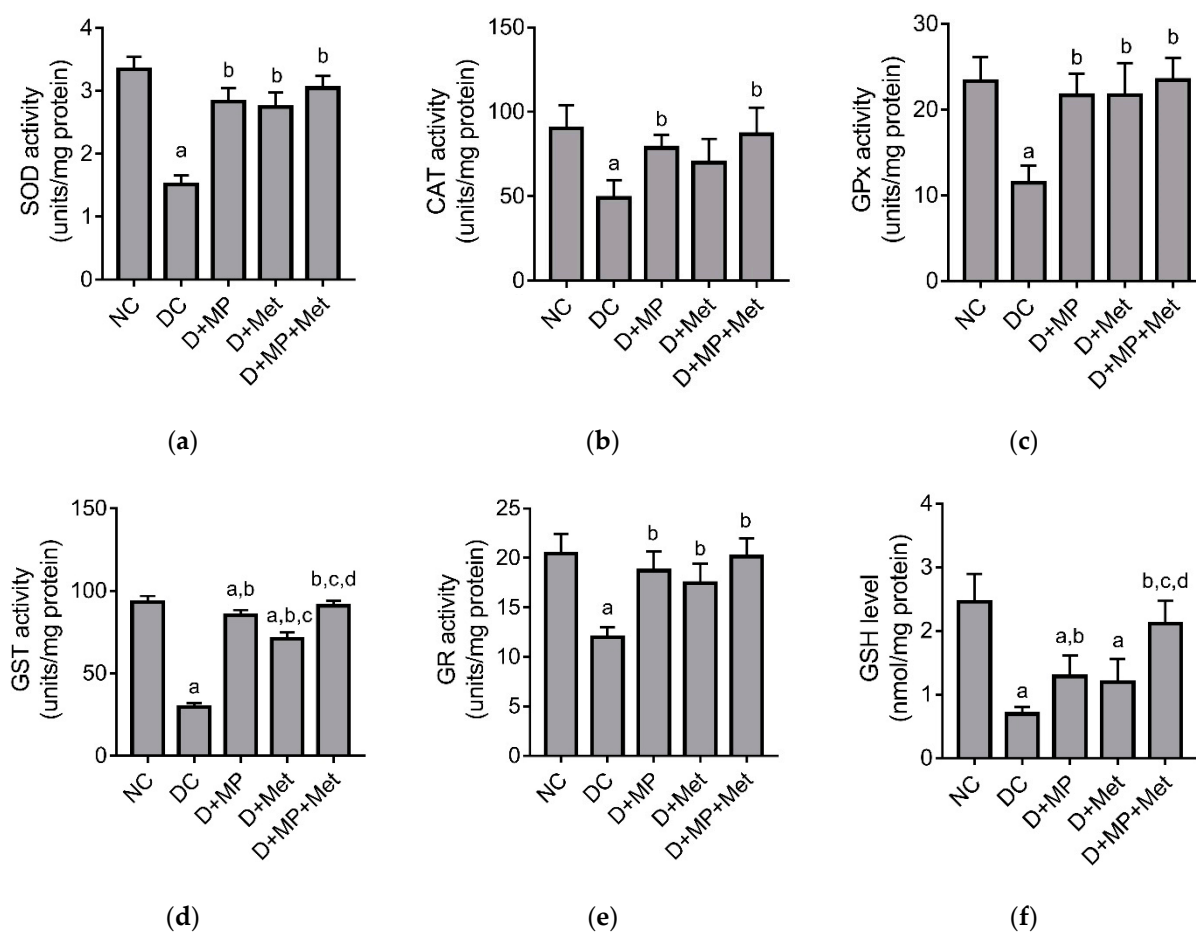 SOD activity
(units/mg protein)
4
3
2
1
0
b
b
b
a
NC
DC
D+MP
D+Met
D+MP+Met
(a)
CAT activity
(units/mg protein)
150
100
50
0
b
b
a
NC
DC
D+MP
D+Met
D+MP+Met
(b)
GPx activity
(units/mg protein)
30
20
10
0
b
b
b
a
NC
DC
D+MP
D+Met
D+MP+Met
(c)
GST activity
(units/mg protein)
150
100
50
0
a
a,b
a,b,c
b,c,d
NC
DC
D+MP
D+Met
D+MP+Met
(d)
GR activity
(units/mg protein)
25
20
15
10
5
0
a
b
b
b
NC
DC
D+MP
D+Met
D+MP+Met
(e)
GSH level
(nmol/mg protein)
4
3
2
1
0
a
a,b
a
b,c,d
NC
DC
D+MP
D+Met
D+MP+Met
(f)